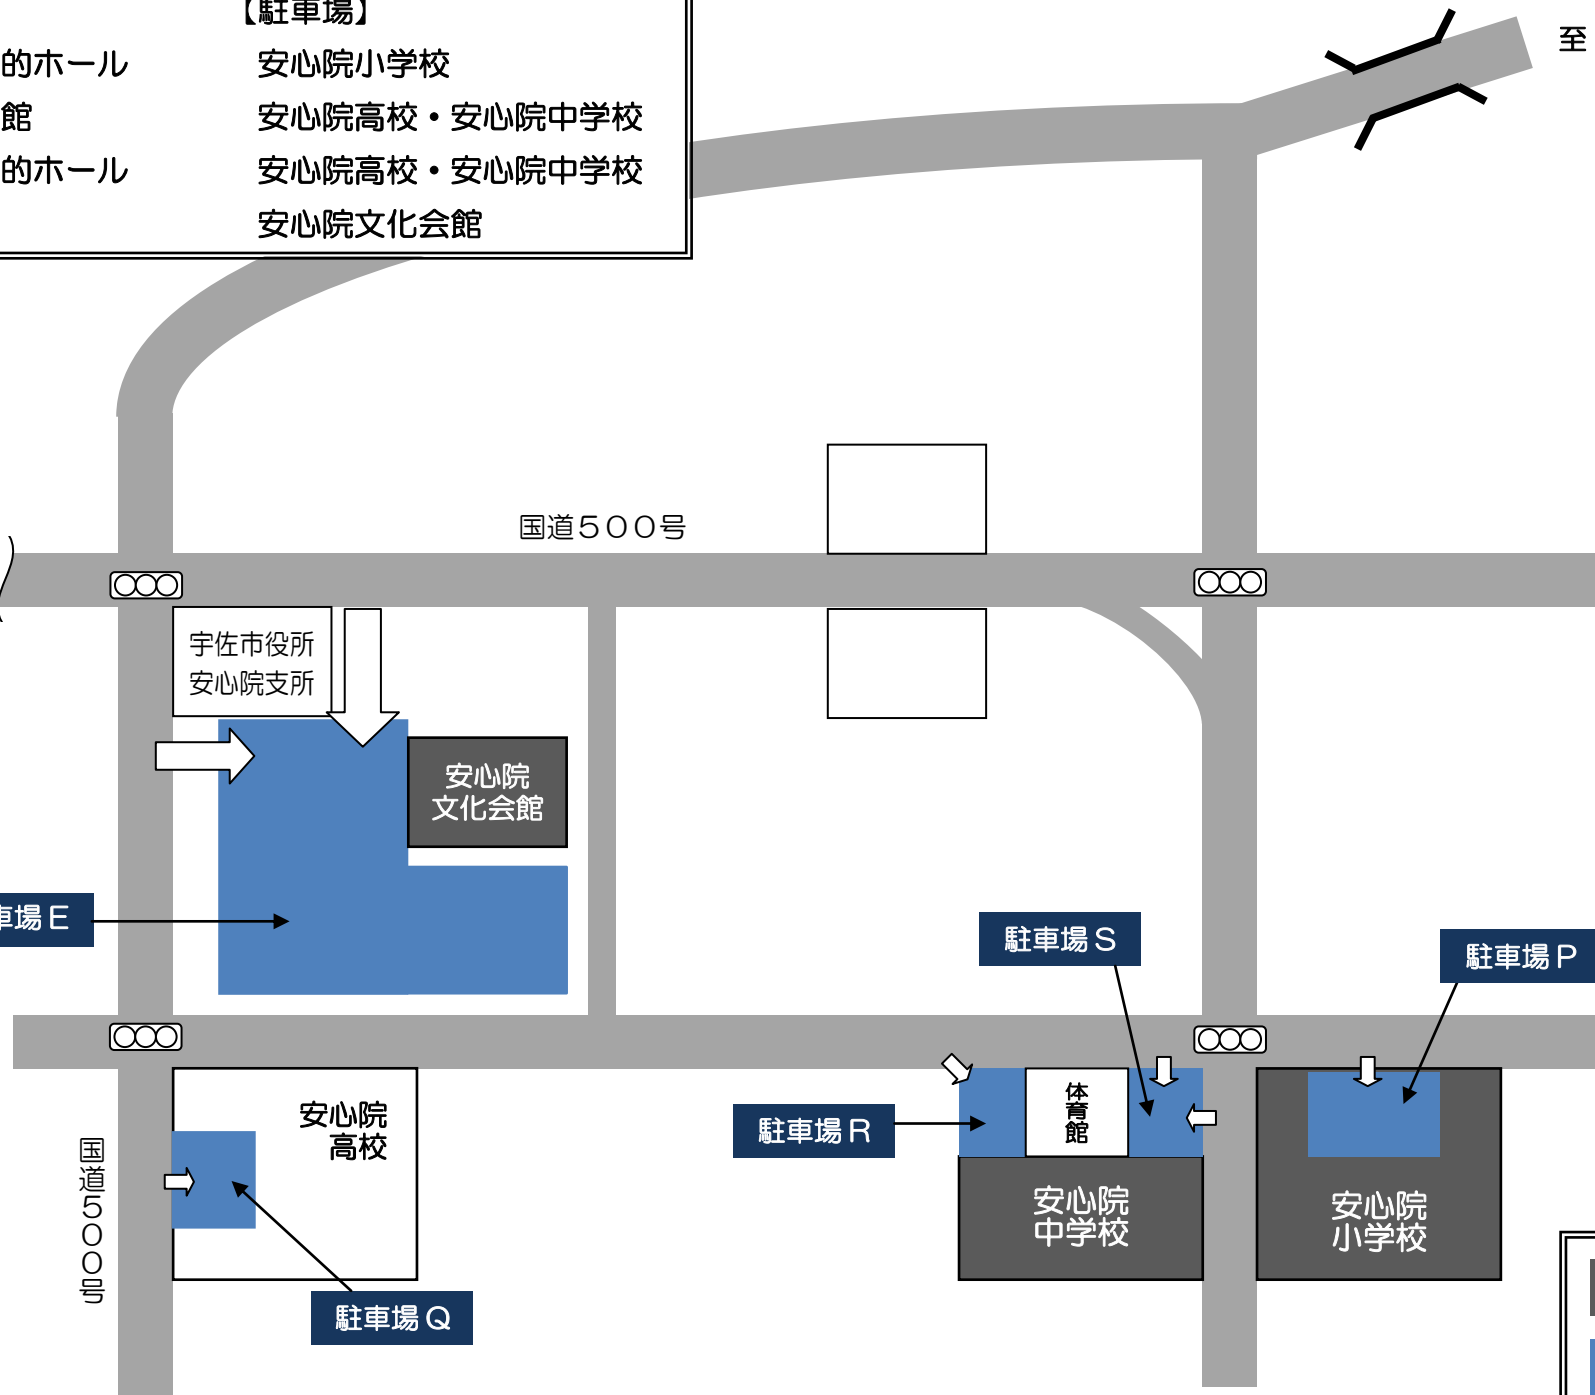 【駐車場】
的ホール 安心院小学校
館 安心院高校・安心院中学校
的ホール 安心院高校・安心院中学校
安心院文化会館
至
国道５００号
宇佐市役所
安心院支所
安心院
文化会館
車場Ｅ
駐車場Ｓ
駐車場Ｐ
安心院
高校
体育館
駐車場Ｒ
国道５００号
安心院
中学校
安心院
小学校
駐車場Ｑ